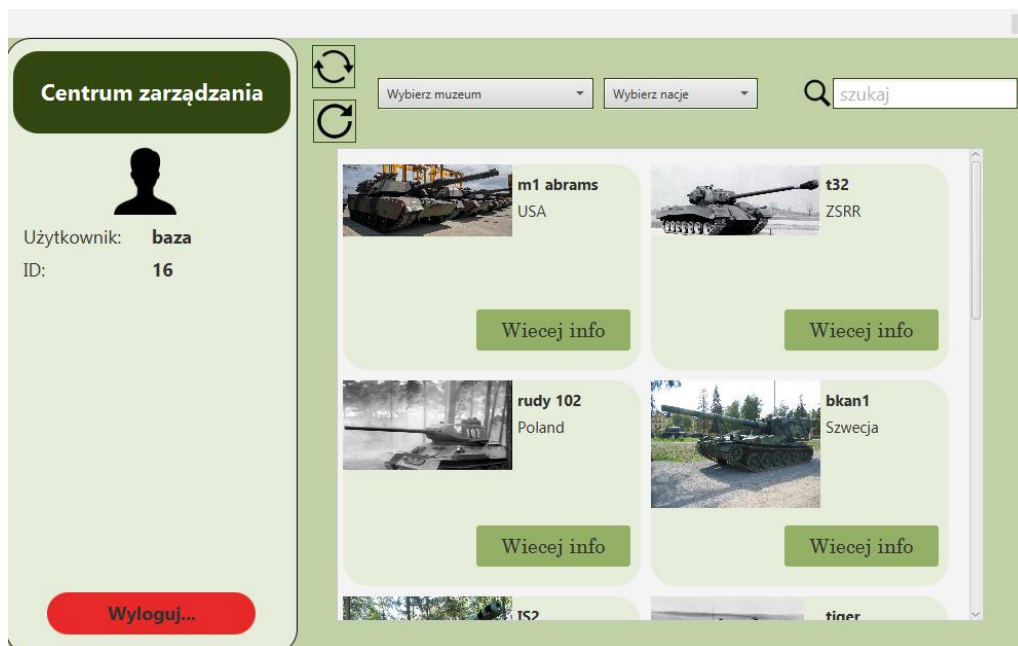 Centrum zarządzania
Użytkownik: baza
ID: 16
Wyloguj...
Wybierz muzeum
Wybierz nacje
szukaj
m1 abrams
USA
Wiecej info
t32
ZSRR
Wiecej info
rudy 102
Poland
Wiecej info
bkan1
Szwecja
Wiecej info
IS2
tiger